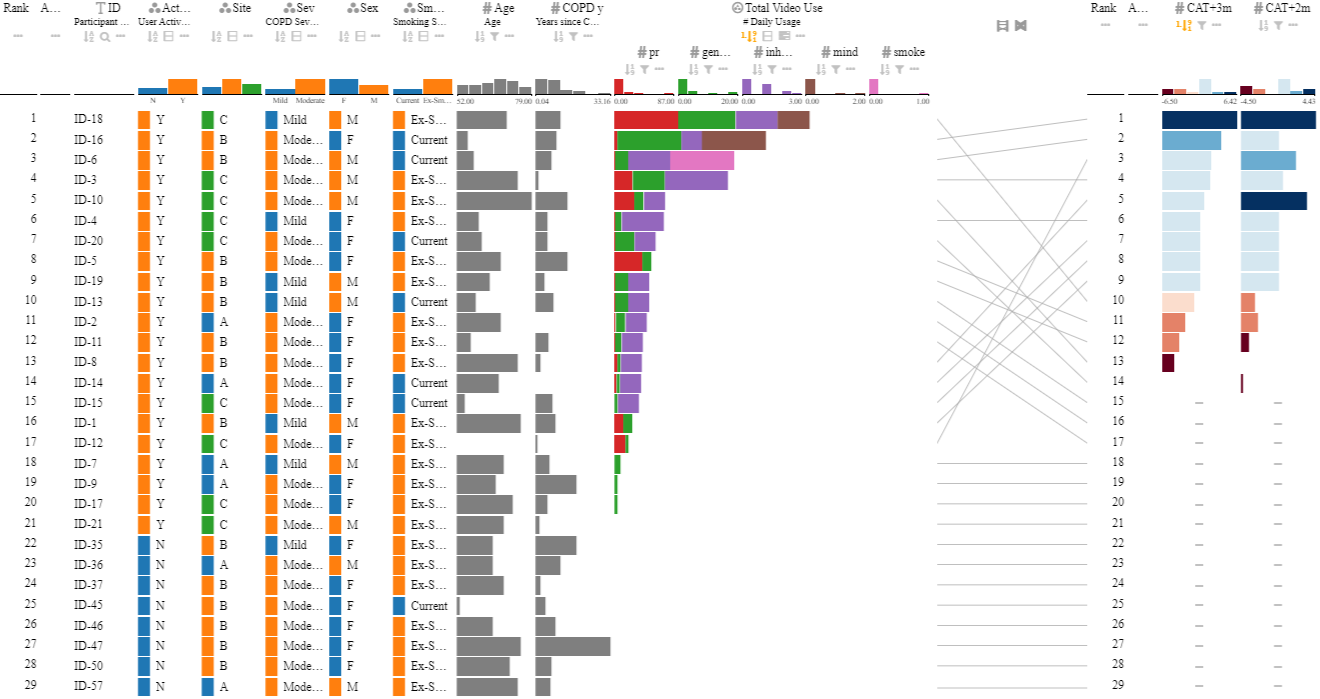 Rank A... ID Act... Site Sev Sex Sm... Age COPD y Total Video Use Rank A... CAT+3m CAT+2m
Participant ... User Activ... COPD Sev... Smoking S... Age Years since C... # Daily Usage
# pr # gen... # inh... # mind # smoke
N Y Mild Moderate F M Current Ex-Sm... 52.00 79.00 0.04 33.16 0.00 87.00 0.00 20.00 0.00 3.00 0.00 2.00 0.00 1.00 -6.50 6.42 -4.50 4.43
1 ID-18 Y C Mild M Ex-S... 1
2 ID-16 Y B Mode... F Current 2
3 ID-6 Y B Mode... M Current 3
4 ID-3 Y C Mode... M Ex-S... 4
5 ID-10 Y C Mode... M Ex-S... 5
6 ID-4 Y C Mild F Ex-S... 6
7 ID-20 Y C Mode... F Current 7
8 ID-5 Y B Mode... F Ex-S... 8
9 ID-19 Y B Mild M Ex-S... 9
10 ID-13 Y B Mild M Current 10
11 ID-2 Y A Mode... F Ex-S... 11
12 ID-11 Y B Mode... F Ex-S... 12
13 ID-8 Y B Mode... F Ex-S... 13
14 ID-14 Y A Mode... F Current 14
15 ID-15 Y C Mode... F Current 15
16 ID-1 Y B Mild M Ex-S... 16
17 ID-12 Y C Mode... F Ex-S... 17
18 ID-7 Y A Mild M Ex-S... 18
19 ID-9 Y A Mode... F Ex-S... 19
20 ID-17 Y C Mode... F Ex-S... 20
21 ID-21 Y C Mode... M Ex-S... 21
22 ID-35 N B Mild F Ex-S... 22
23 ID-36 N A Mode... M Ex-S... 23
24 ID-37 N B Mode... F Ex-S... 24
25 ID-45 N B Mode... F Current 25
26 ID-46 N B Mode... F Ex-S... 26
27 ID-47 N B Mode... F Ex-S... 27
28 ID-50 N B Mode... F Ex-S... 28
29 ID-57 N A Mode... M Ex-S... 29